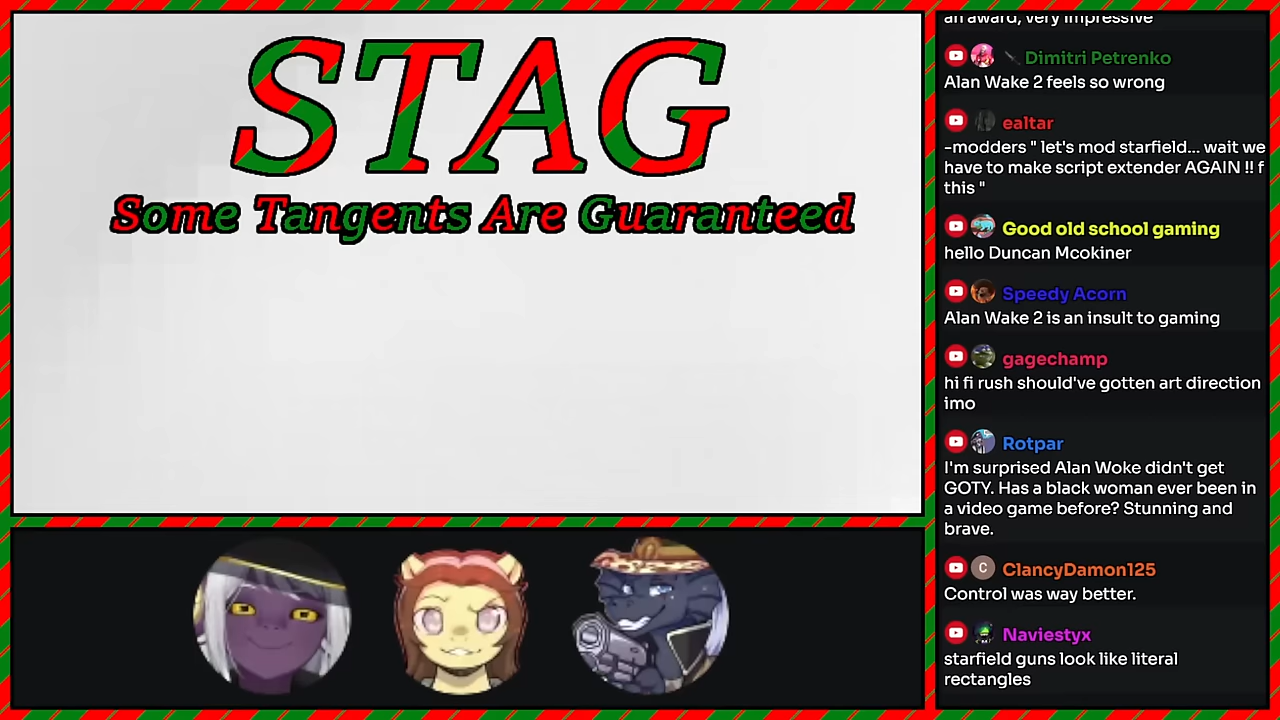 STAG
Some Tangents Are Guaranteed
an award, very impressive
Dimitri Petrenko
Alan Wake 2 feels so wrong
ealtar
-modders " let's mod starfield... wait we
have to make script extender AGAIN !! f
this "
Good old school gaming
hello Duncan Mcokiner
Speedy Acorn
Alan Wake 2 is an insult to gaming
gagechamp
hi fi rush should've gotten art direction
imo
Rotpar
I'm surprised Alan Woke didn't get
GOTY. Has a black woman ever been in
a video game before? Stunning and
brave.
C ClancyDamon125
Control was way better.
Naviestyx
starfield guns look like literal
rectangles